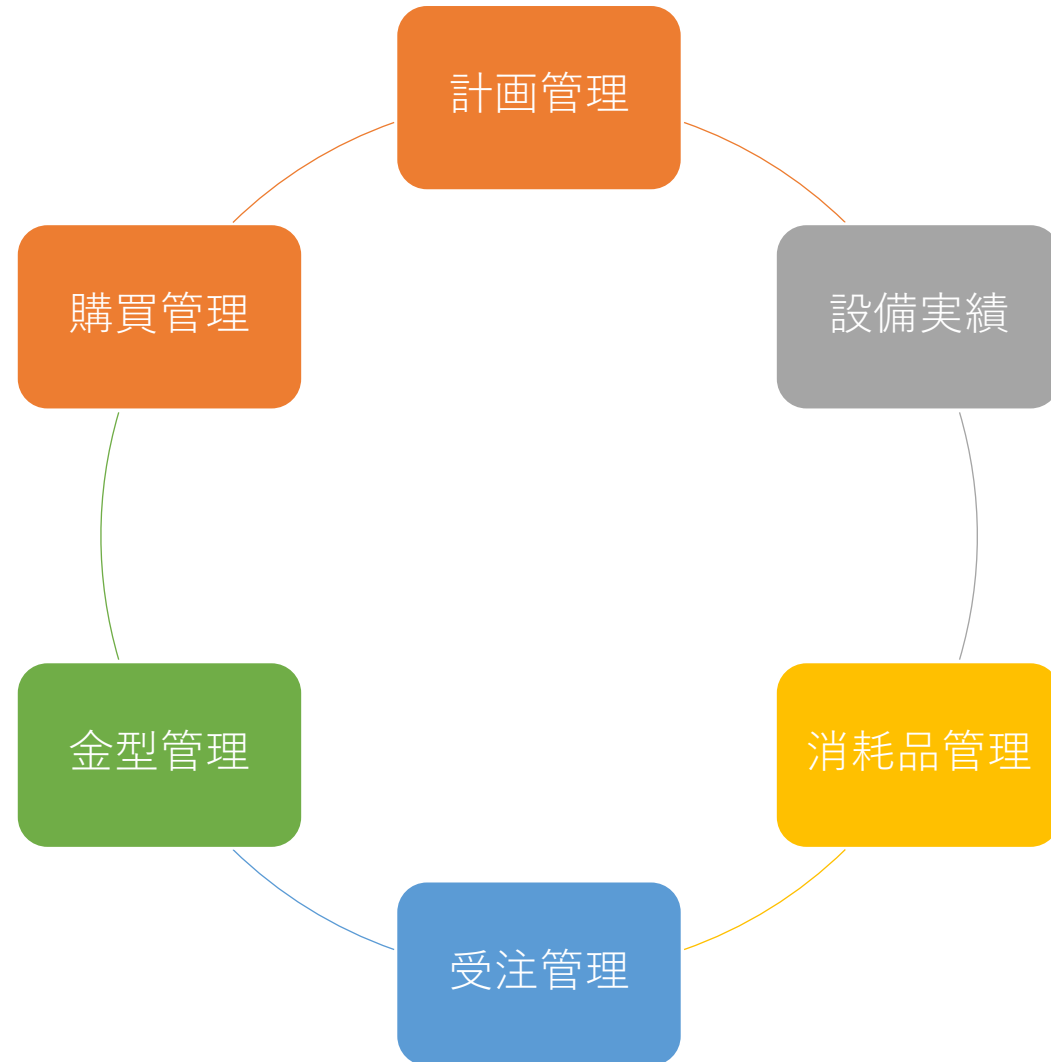 計画管理
購買管理
設備実績
金型管理
消耗品管理
受注管理